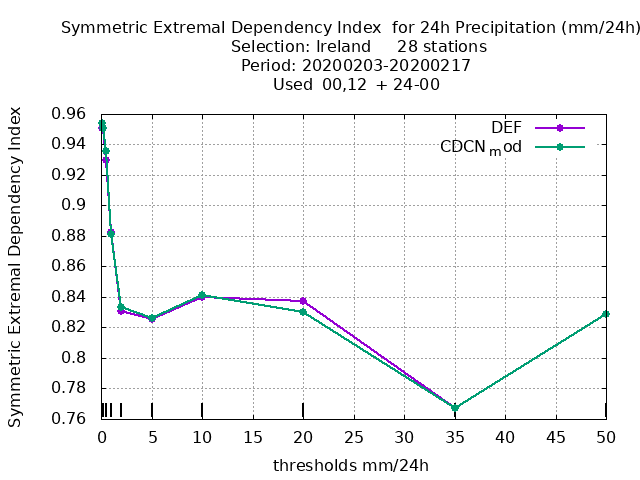 Symmetric Extremal Dependency Index for 24h Precipitation (mm/24h)
Selection: Ireland 28 stations
Period: 20200203-20200217
Used 00,12 + 24-00
DEF
CDCN_mod
Symmetric Extremal Dependency Index
0.96
0.94
0.92
0.9
0.88
0.86
0.84
0.82
0.8
0.78
0.76
0 5 10 15 20 25 30 35 40 45 50
thresholds mm/24h